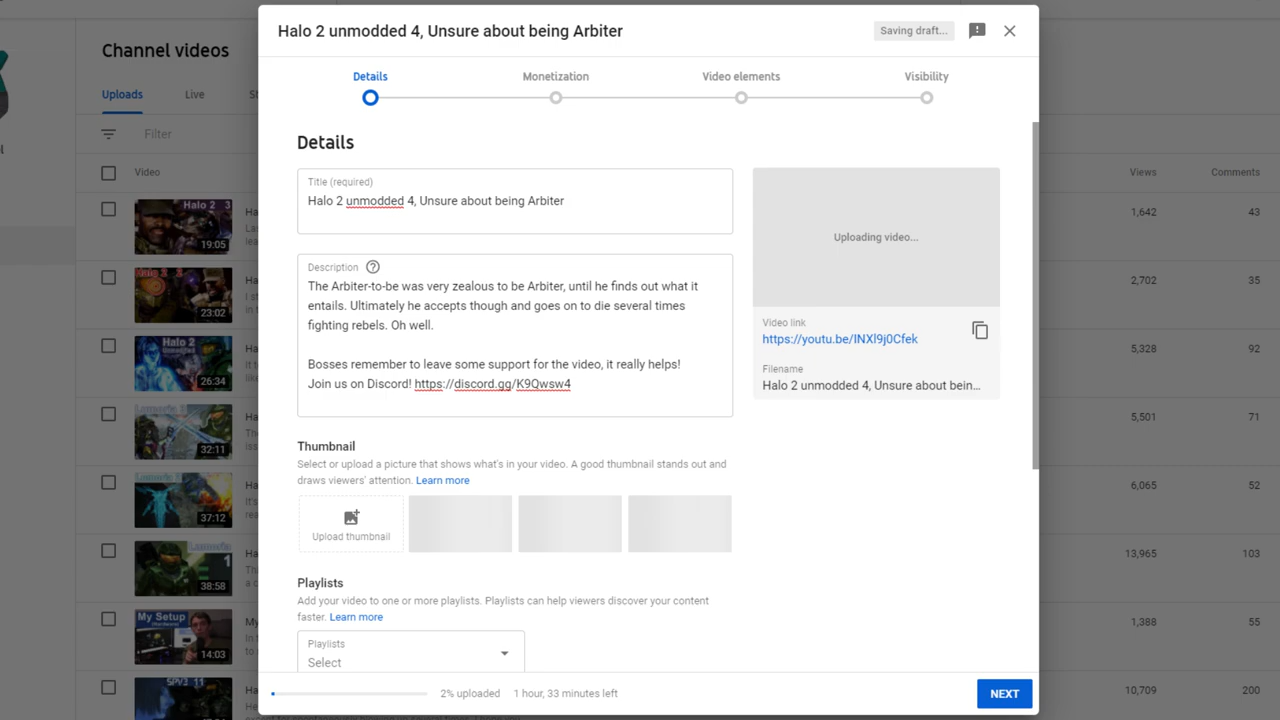 Halo 2 unmodded 4, Unsure about being Arbiter
Saving draft...
Channel videos
Uploads
Live
Filter
Video
Views
Comments
Details
Monetization
Video elements
Visibility
Details
Title (required)
Halo 2 unmodded 4, Unsure about being Arbiter
Description
The Arbiter-to-be was very zealous to be Arbiter, until he finds out what it
entails. Ultimately he accepts though and goes on to die several times
fighting rebels. Oh well.
Bosses remember to leave some support for the video, it really helps!
Join us on Discord! https://discord.gg/K9Qwsw4
Uploading video...
Video link
https://youtu.be/INXl9j0Cfek
Filename
Halo 2 unmodded 4, Unsure about bein...
Thumbnail
Select or upload a picture that shows what's in your video. A good thumbnail stands out and
draws viewers' attention. Learn more
Upload thumbnail
Playlists
Add your video to one or more playlists. Playlists can help viewers discover your content
faster. Learn more
Playlists
Select
2% uploaded 1 hour, 33 minutes left
NEXT
Halo 2 3
19:05
1,642 43
23:02
2,702 35
Halo 2
26:34
5,328 92
32:11
5,501 71
37:12
6,065 52
1
38:58
13,965 103
My Setup
14:03
1,388 55
SPV3 11
10,709 200